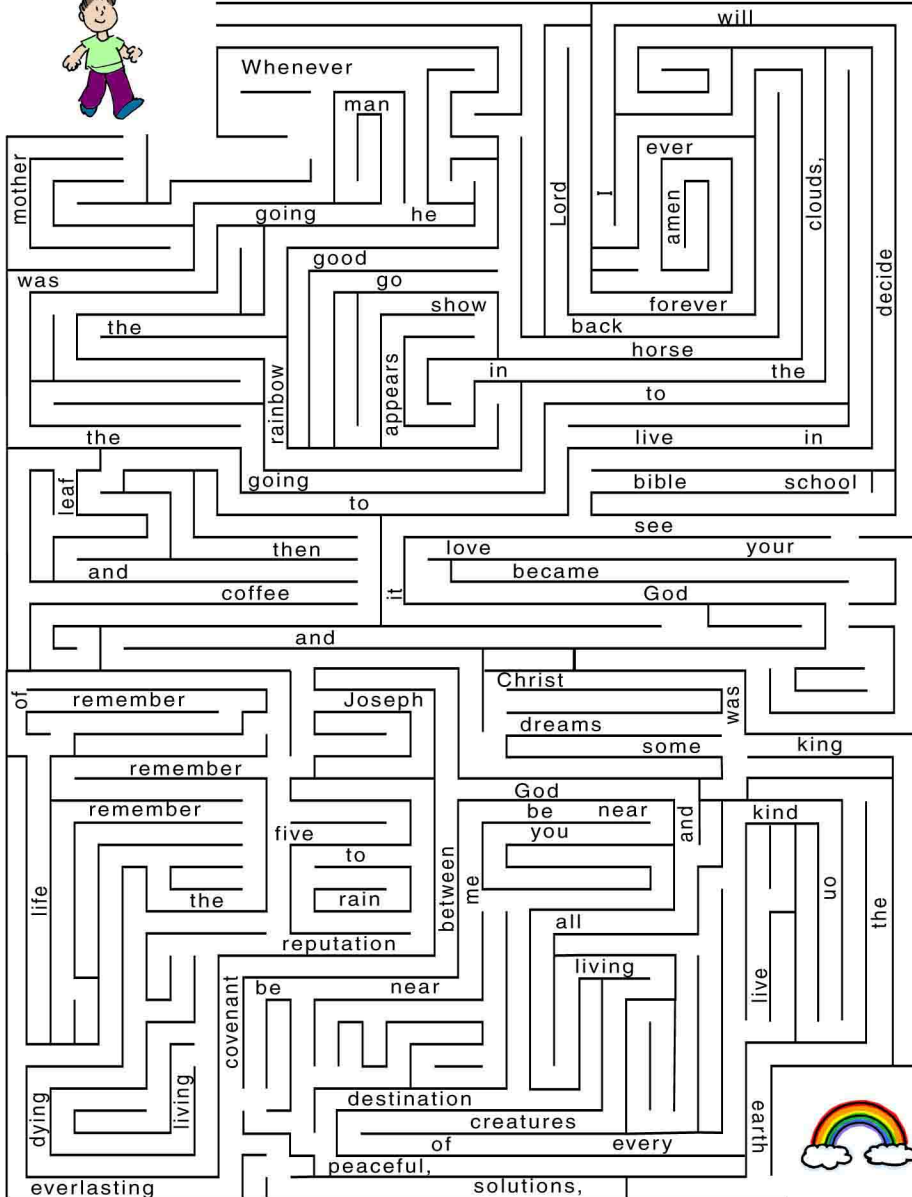 will
Whenever
man
ever
mother
Lord
I
amen
clouds,
going he
good
was
go
decide
show
forever
the
back
horse
rainbow
appears
in the
to
the
live in
going
leaf
bible school
to
see
then
love your
and
became
coffee
it
God
and
Christ
of
remember
Joseph
was
dreams
some
king
remember
God
remember
be near
and
kind
five
you
to
between
me
life
the
rain
on
the
all
reputation
living
covenant
be near
live
destination
dying
living
creatures
earth
of every
peaceful,
everlasting
solutions,